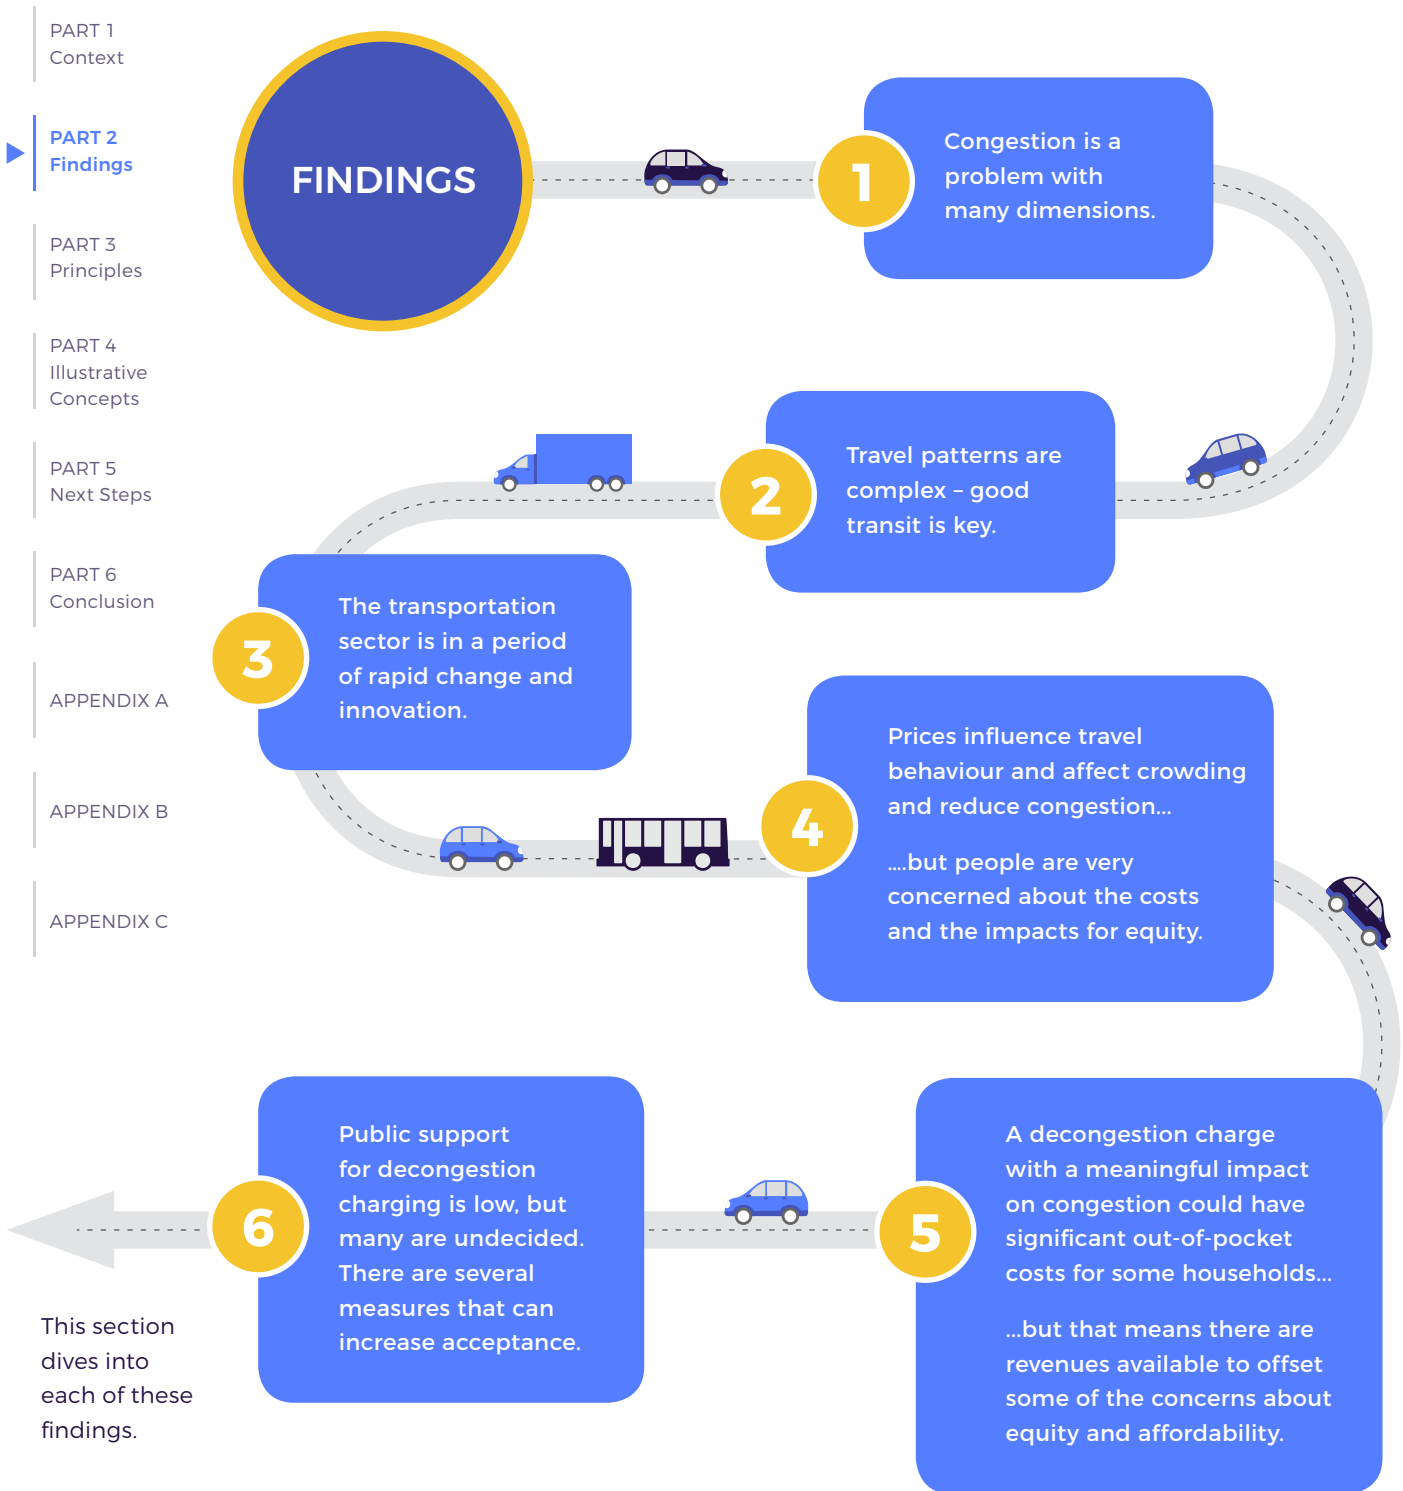 PART 1
Context
PART 2
Findings
PART 3
Principles
PART 4
Illustrative
Concepts
PART 5
Next Steps
PART 6
Conclusion
APPENDIX A
APPENDIX B
APPENDIX C
FINDINGS
1
Congestion is a
problem with
many dimensions.
2
Travel patterns are
complex – good
transit is key.
3
The transportation
sector is in a period
of rapid change and
innovation.
4
Prices influence travel
behaviour and affect crowding
and reduce congestion...
....but people are very
concerned about the costs
and the impacts for equity.
5
A decongestion charge
with a meaningful impact
on congestion could have
significant out-of-pocket
costs for some households...
...but that means there are
revenues available to offset
some of the concerns about
equity and affordability.
6
Public support
for decongestion
charging is low, but
many are undecided.
There are several
measures that can
increase acceptance.
This section
dives into
each of these
findings.